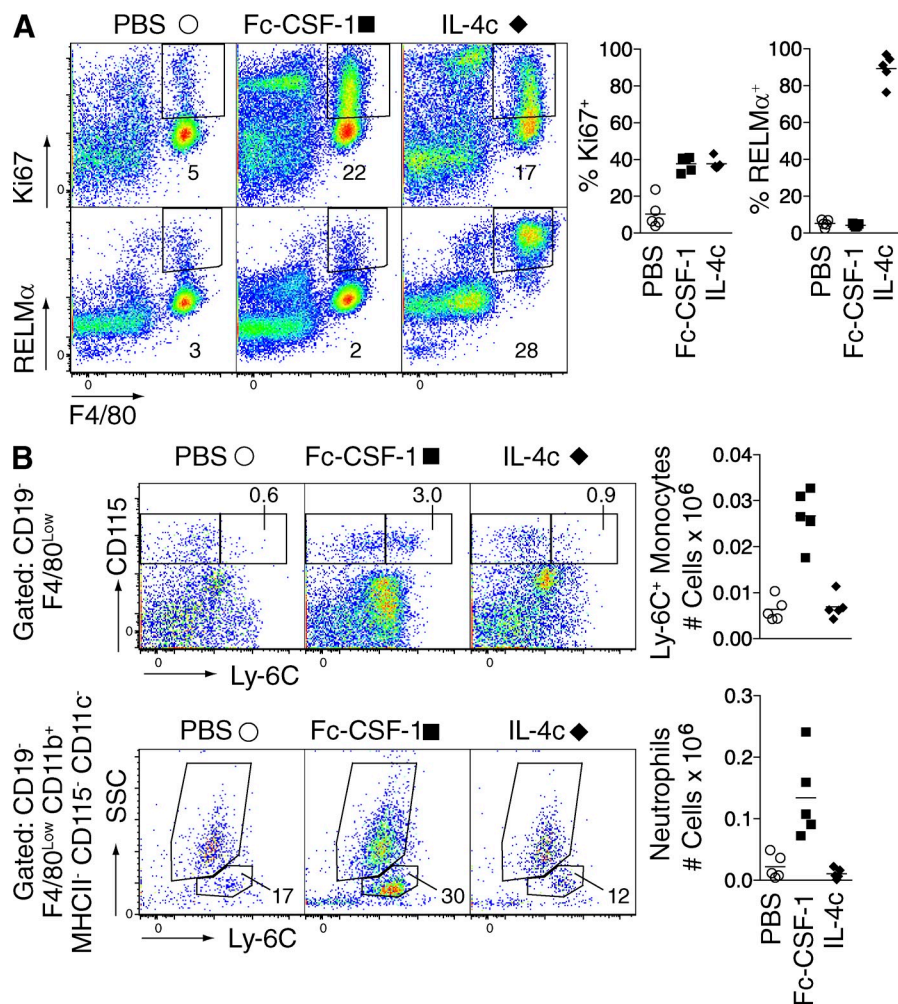 A
PBS ○ Fc-CSF-1 ■ IL-4c ◆
Ki67
0
5 22 17
RELMα
0
3 2 28
0 0 0
F4/80
% Ki67⁺
100
80
60
40
20
0
PBS
Fc-CSF-1
IL-4c
% RELMα⁺
100
80
60
40
20
0
PBS
Fc-CSF-1
IL-4c
B
PBS ○ Fc-CSF-1 ■ IL-4c ◆
Gated: CD19⁻
F4/80ᴸᵒʷ
CD115
0
0.6 3.0 0.9
0 0 0
Ly-6C
Ly-6C⁺ Monocytes
# Cells x 10⁶
0.04
0.03
0.02
0.01
0.00
PBS ○ Fc-CSF-1 ■ IL-4c ◆
Gated: CD19⁻
F4/80ᴸᵒʷ CD11b⁺
MHCII⁻ CD115⁻ CD11c⁻
SSC
0
17 30 12
0 0 0
Ly-6C
Neutrophils
# Cells x 10⁶
0.3
0.2
0.1
0.0
PBS
Fc-CSF-1
IL-4c